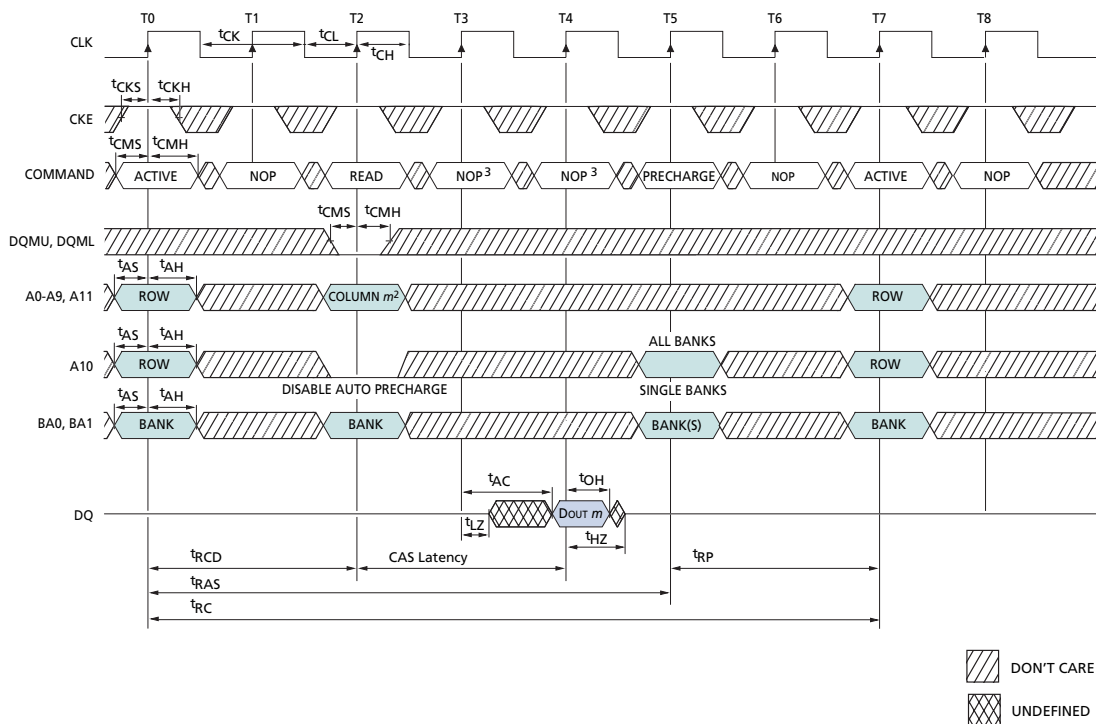 T0 T1 T2 T3 T4 T5 T6 T7 T8
CLK
tCK tCL
tCH
tCKS tCKH
CKE
tCMS tCMH
COMMAND ACTIVE NOP READ NOP3 NOP3 PRECHARGE NOP ACTIVE NOP
tCMS tCMH
DQMU, DQML
tAS tAH
A0-A9, A11 ROW COLUMN m2 ROW
tAS tAH ALL BANKS
A10 ROW ROW
DISABLE AUTO PRECHARGE SINGLE BANKS
tAS tAH
BA0, BA1 BANK BANK BANK(S) BANK
tAC tOH
DQ DOUT m
tLZ tHZ
tRCD CAS Latency tRP
tRAS
tRC
DON'T CARE
UNDEFINED